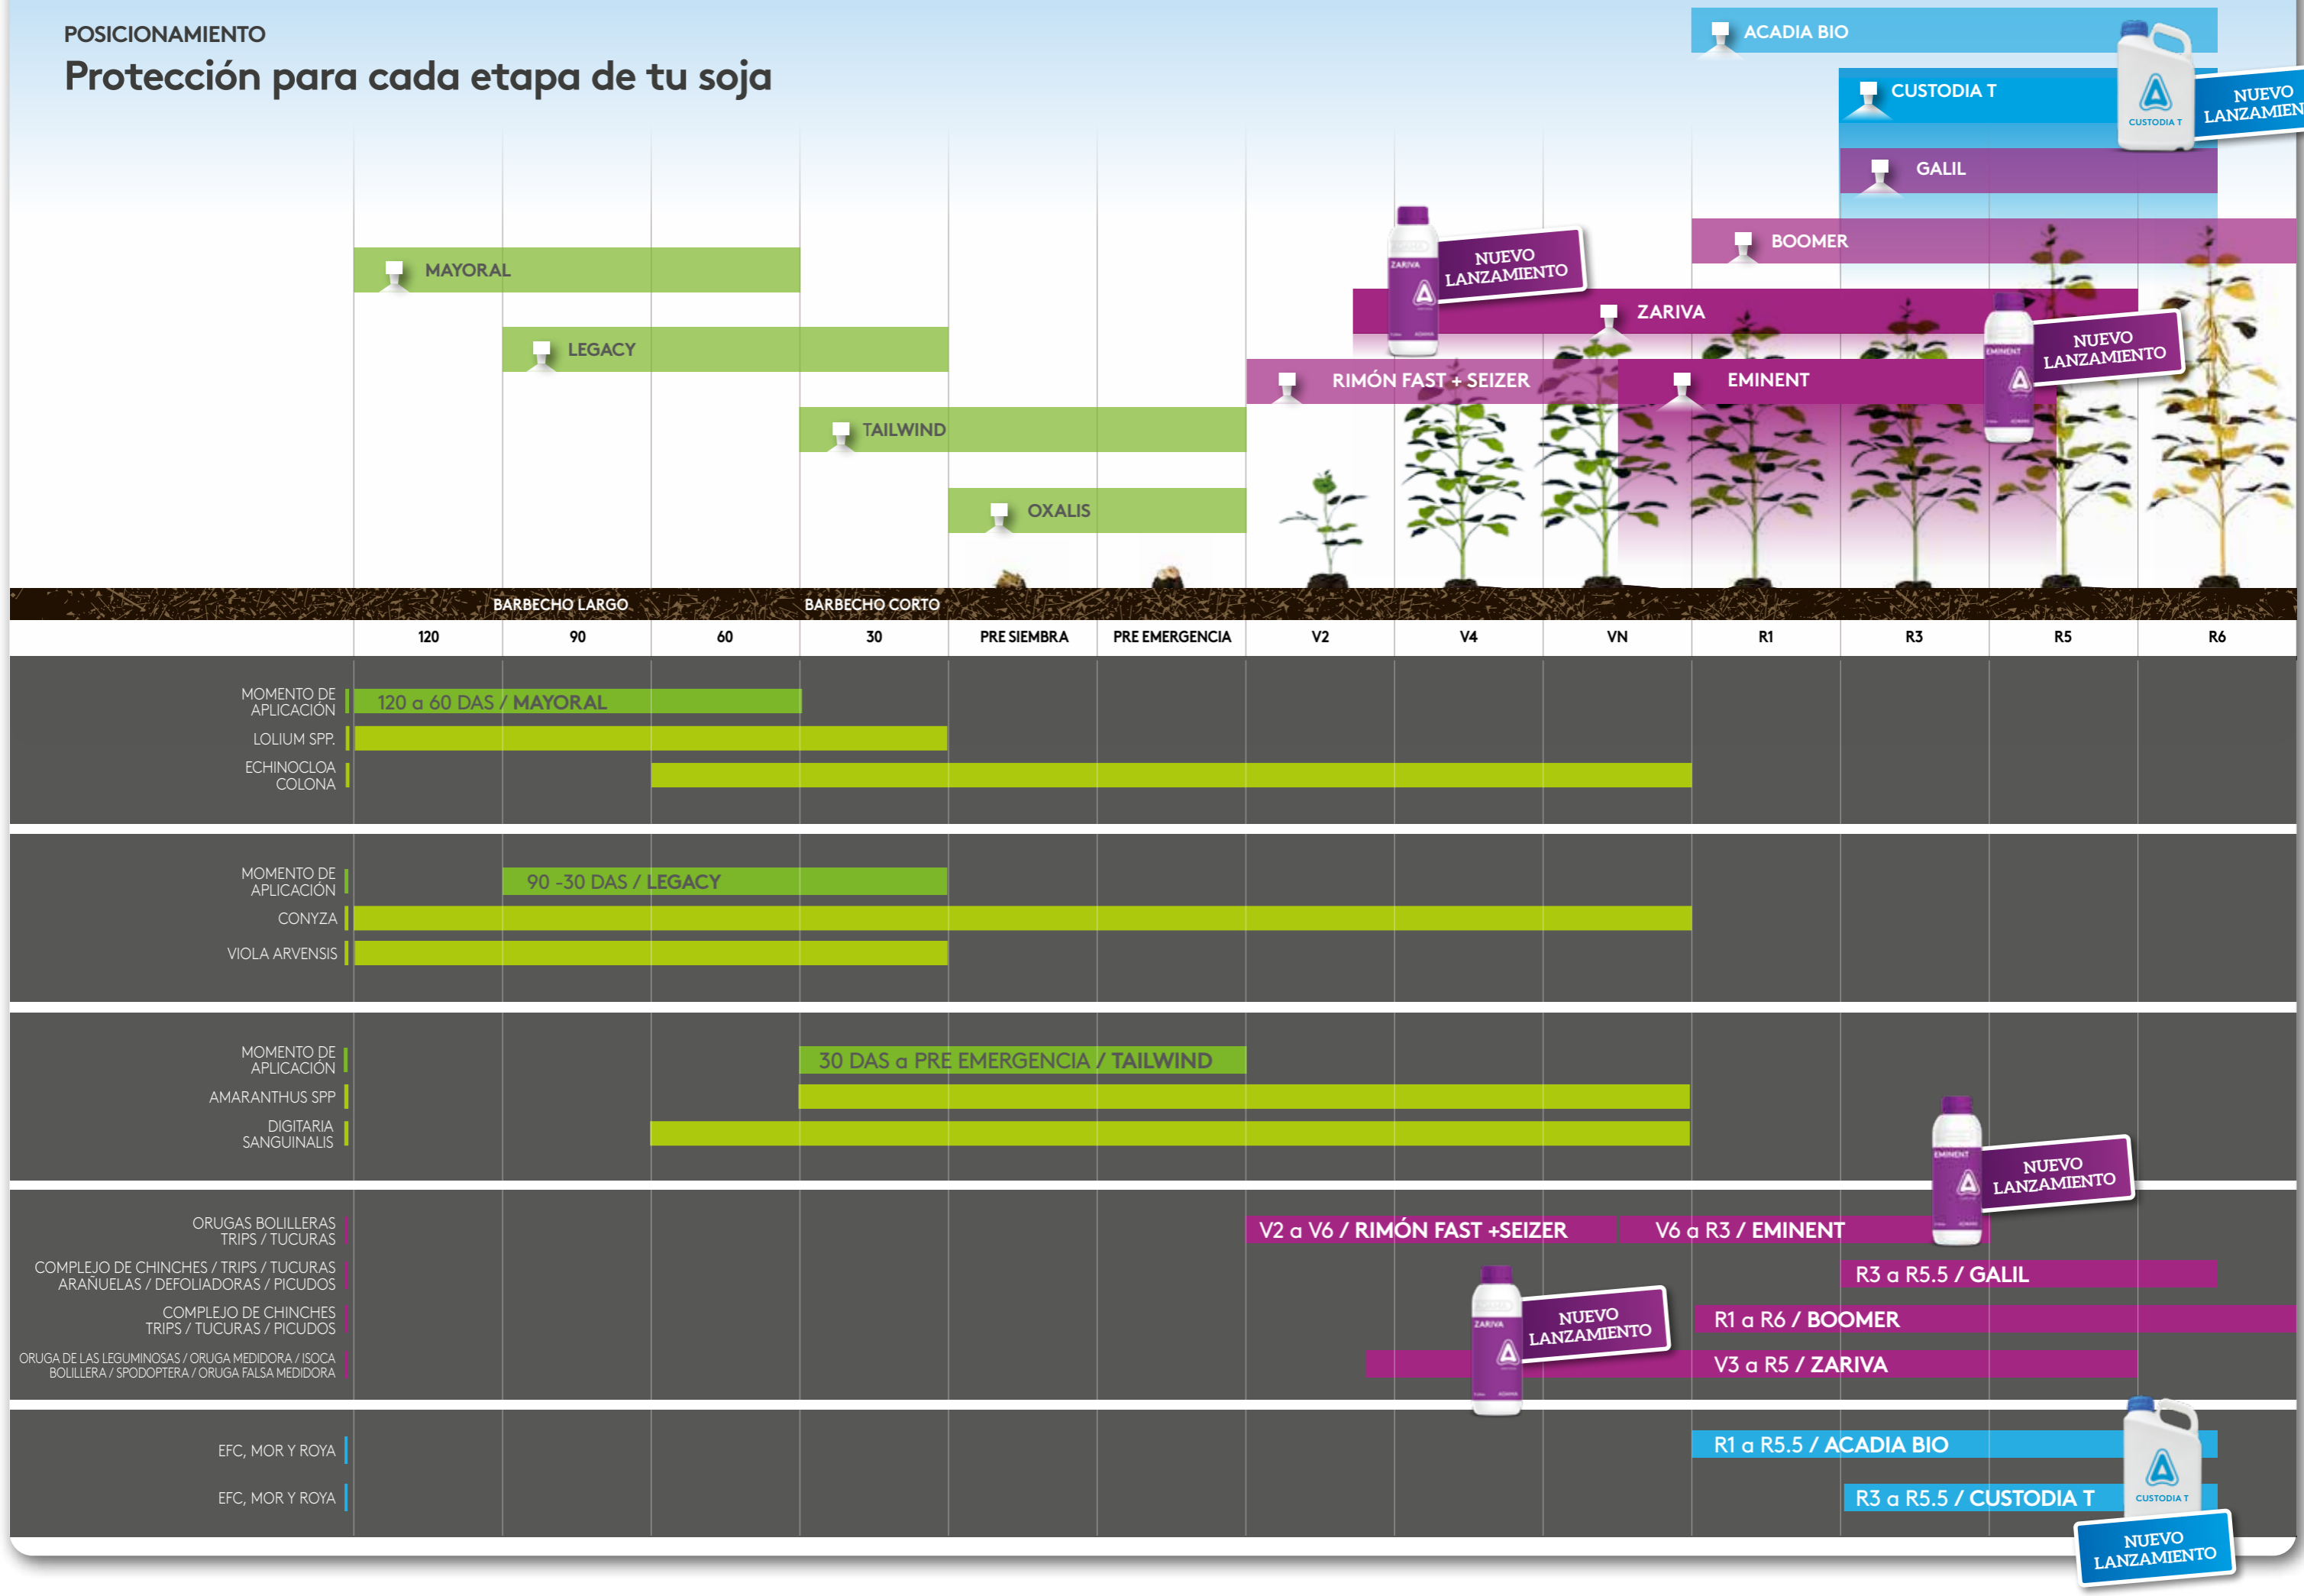 POSICIONAMIENTO
Protección para cada etapa de tu soja
ACADIA BIO
CUSTODIA T
CUSTODIA T
NUEVO
LANZAMIEN
GALIL
BOOMER
MAYORAL
ZARIVA
NUEVO
LANZAMIENTO
ZARIVA
LEGACY
EMINENT
NUEVO
LANZAMIENTO
RIMÓN FAST + SEIZER
EMINENT
TAILWIND
OXALIS
BARBECHO LARGO
BARBECHO CORTO
120 90 60 30 PRE SIEMBRA PRE EMERGENCIA V2 V4 VN R1 R3 R5 R6
MOMENTO DE
APLICACIÓN
120 a 60 DAS / MAYORAL
LOLIUM SPP.
ECHINOCLOA
COLONA
MOMENTO DE
APLICACIÓN
90 -30 DAS / LEGACY
CONYZA
VIOLA ARVENSIS
MOMENTO DE
APLICACIÓN
30 DAS a PRE EMERGENCIA / TAILWIND
AMARANTHUS SPP
DIGITARIA
SANGUINALIS
EMINENT
NUEVO
LANZAMIENTO
ORUGAS BOLILLERAS
TRIPS / TUCURAS
V2 a V6 / RIMÓN FAST +SEIZER
V6 a R3 / EMINENT
COMPLEJO DE CHINCHES / TRIPS / TUCURAS
ARAÑUELAS / DEFOLIADORAS / PICUDOS
R3 a R5.5 / GALIL
COMPLEJO DE CHINCHES
TRIPS / TUCURAS / PICUDOS
ZARIVA
NUEVO
LANZAMIENTO
R1 a R6 / BOOMER
ORUGA DE LAS LEGUMINOSAS / ORUGA MEDIDORA / ISOCA
BOLILLERA / SPODOPTERA / ORUGA FALSA MEDIDORA
V3 a R5 / ZARIVA
EFC, MOR Y ROYA
R1 a R5.5 / ACADIA BIO
EFC, MOR Y ROYA
R3 a R5.5 / CUSTODIA T
CUSTODIA T
NUEVO
LANZAMIENTO